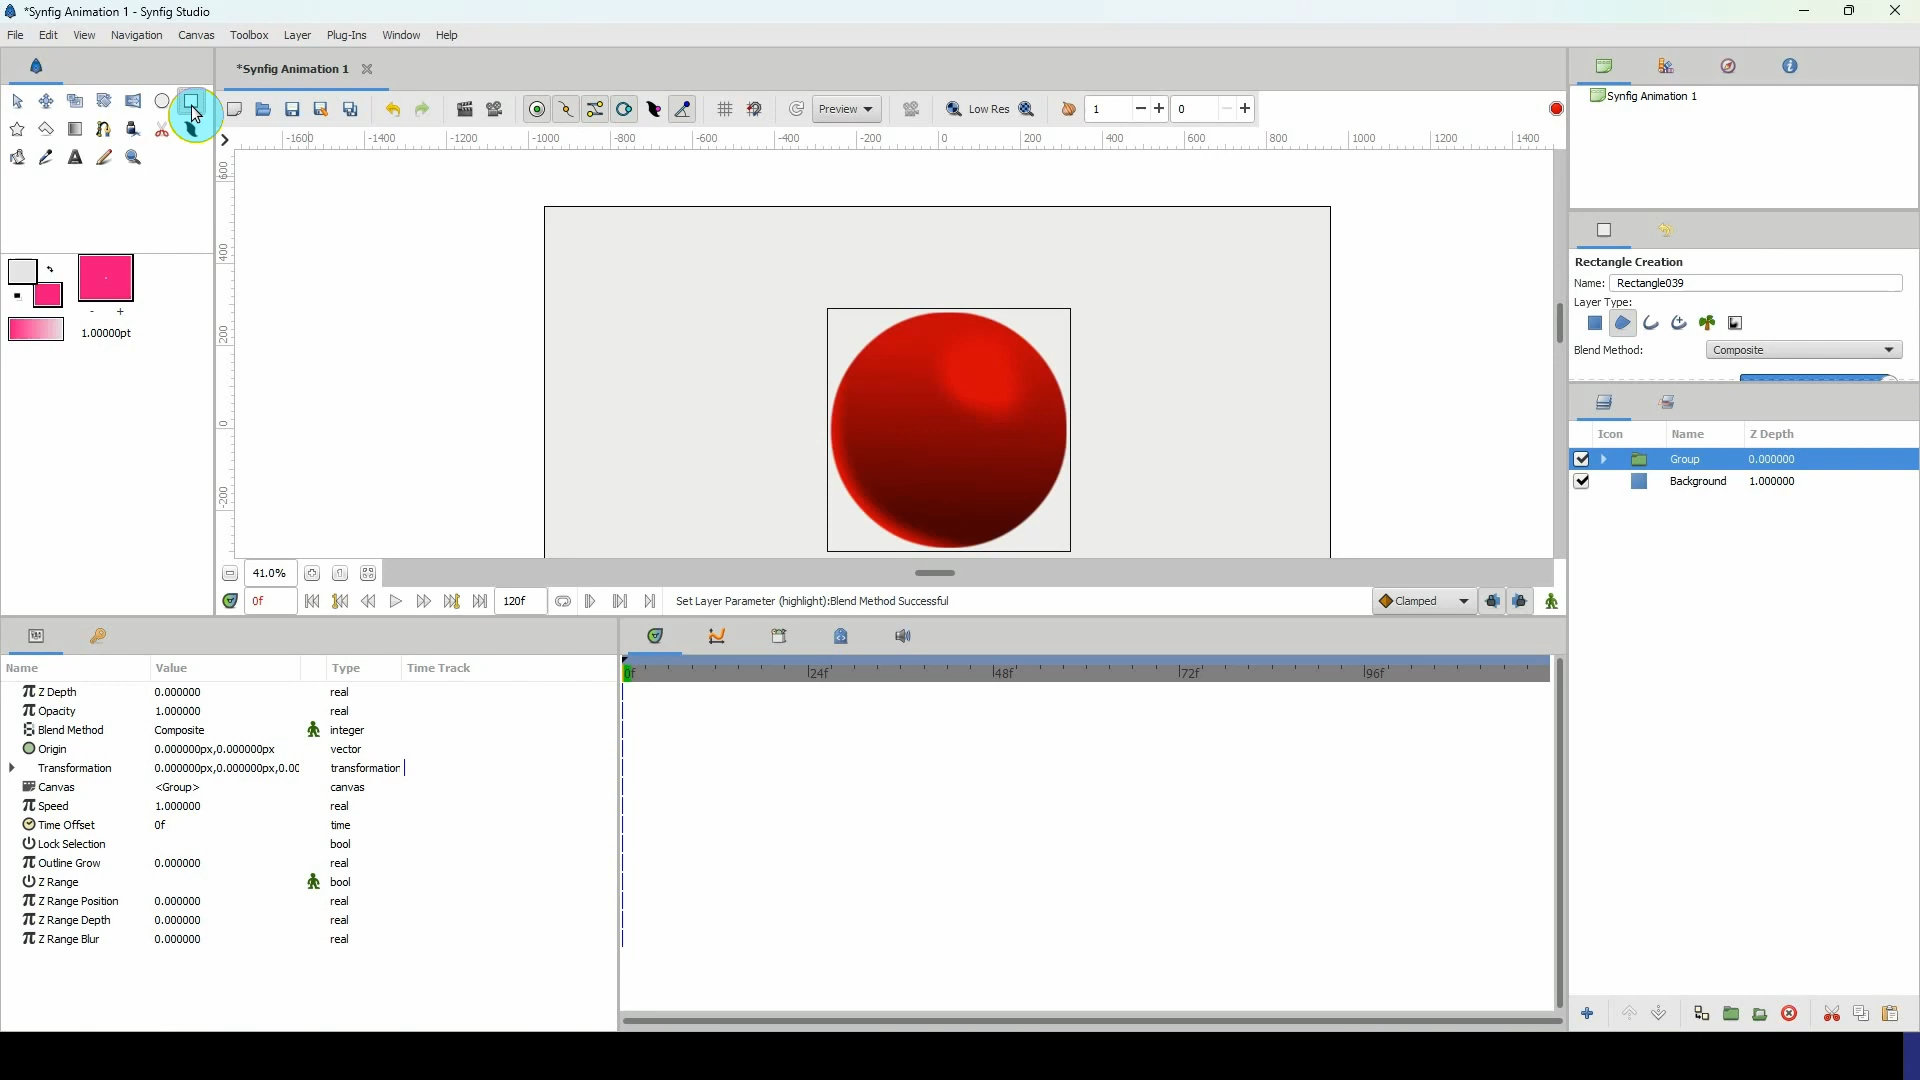 *Synfig Animation 1 - Synfig Studio
File Edit View Navigation Canvas Toolbox Layer Plug-Ins Window Help
*Synfig Animation 1
Preview Low Res 1 0
-1600 -1400 -1200 -1000 -800 -600 -400 -200 0 200 400 600 800 1000 1200 1400
600
400
200
0
-200
1.00000pt
41.0%
0f 120f Set Layer Parameter (highlight):Blend Method Successful Clamped
Synfig Animation 1
Rectangle Creation
Name: Rectangle039
Layer Type:
Blend Method: Composite
Icon Name Z Depth
Group 0.000000
Background 1.000000
Name Value Type Time Track
Z Depth 0.000000 real
Opacity 1.000000 real
Blend Method Composite integer
Origin 0.000000px,0.000000px vector
Transformation 0.000000px,0.000000px,0.00 transformation
Canvas <Group> canvas
Speed 1.000000 real
Time Offset 0f time
Lock Selection bool
Outline Grow 0.000000 real
Z Range bool
Z Range Position 0.000000 real
Z Range Depth 0.000000 real
Z Range Blur 0.000000 real
0f 24f 48f 72f 96f